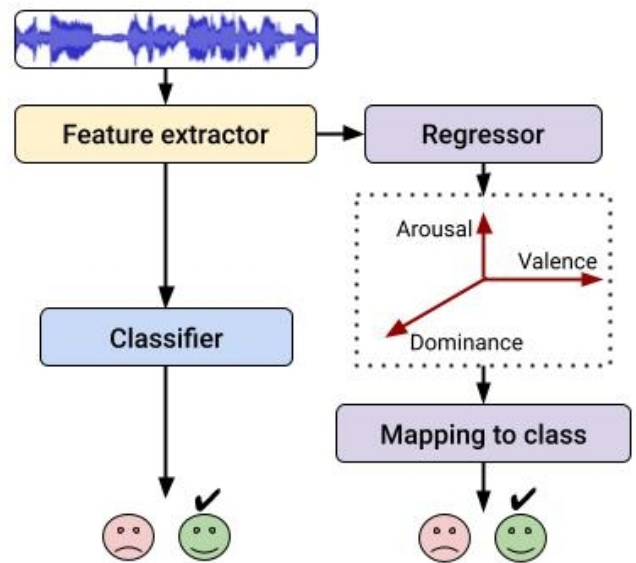 Feature extractor
Regressor
Arousal
Valence
Dominance
Classifier
Mapping to class